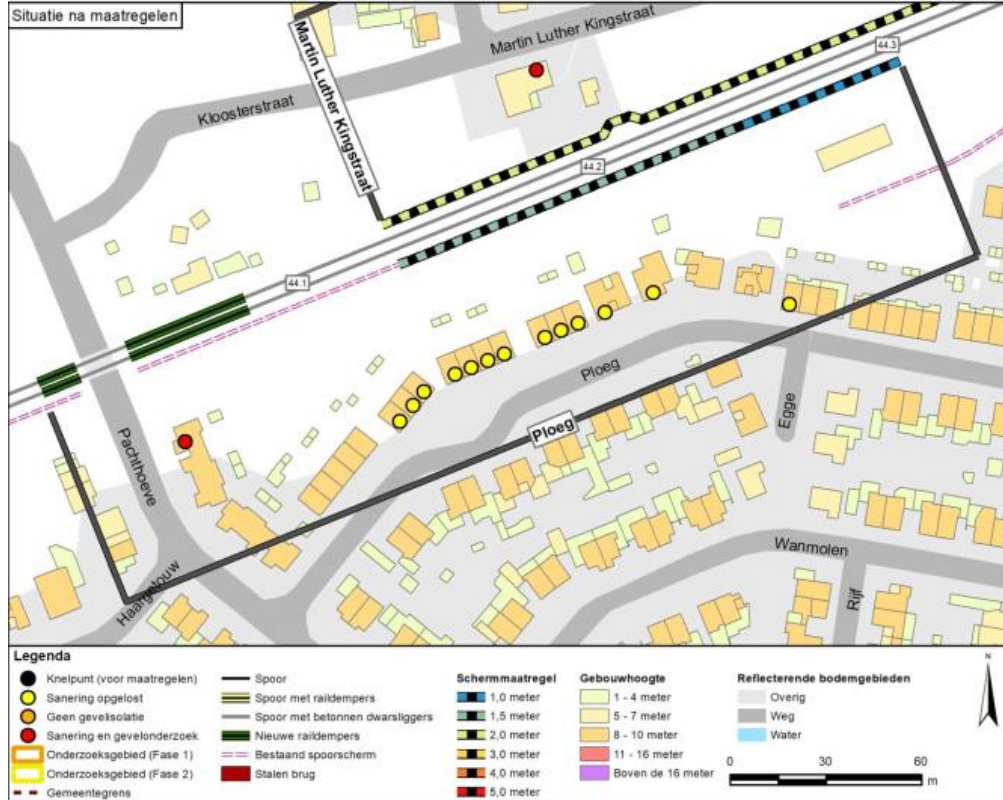 Situatie na maatregelen
Martin Luther Kingstraat
44.3
Martin Luther Kingstraat
Kloosterstraat
44.2
44.1
Ploeg
Ploeg
Egge
Pachthoeve
Haargetouw
Wanmolen
Rijf
Legenda
Knelpunt (voor maatregelen)
Sanering opgelost
Geen gevelisolatie
Sanering en gevelonderzoek
Onderzoeksgebied (Fase 1)
Onderzoeksgebied (Fase 2)
Gemeentegrens
Spoor
Spoor met raildempers
Spoor met betonnen dwarsliggers
Nieuwe raildempers
Bestaand spoorscherm
Stalen brug
Schermmaatregel
1,0 meter
1,5 meter
2,0 meter
3,0 meter
4,0 meter
5,0 meter
Gebouwhoogte
1 - 4 meter
5 - 7 meter
8 - 10 meter
11 - 16 meter
Boven de 16 meter
Reflecterende bodemgebieden
Overig
Weg
Water
N
0 30 60
m